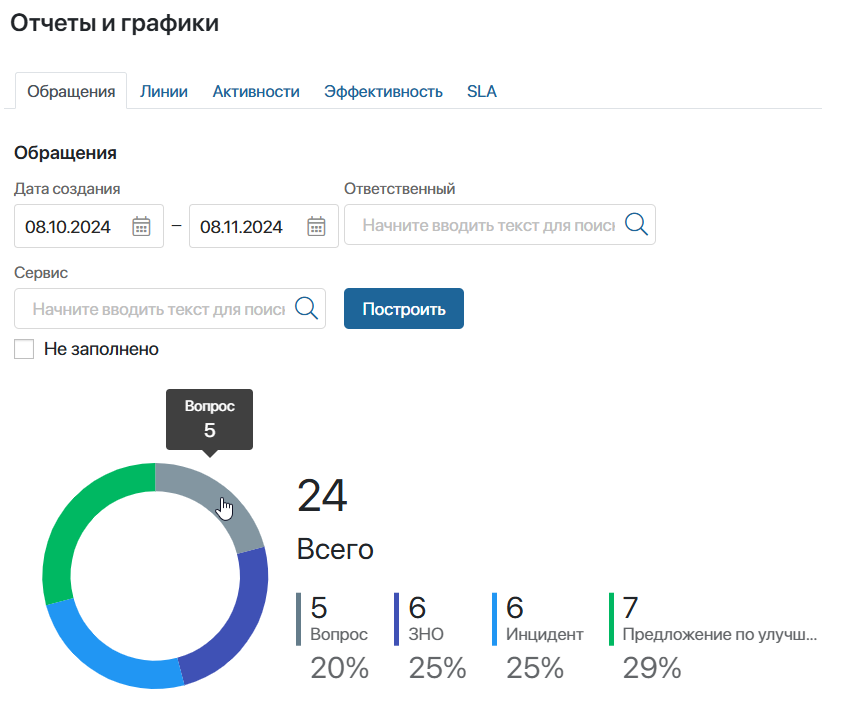 Отчеты и графики
Обращения Линии Активности Эффективность SLA
Обращения
Дата создания Ответственный
08.10.2024 – 08.11.2024 Начните вводить текст для поиск
Сервис
Начните вводить текст для поиск Построить
Не заполнено
Вопрос
5
24
Всего
5 6 6 7
Вопрос ЗНО Инцидент Предложение по улучш...
20% 25% 25% 29%